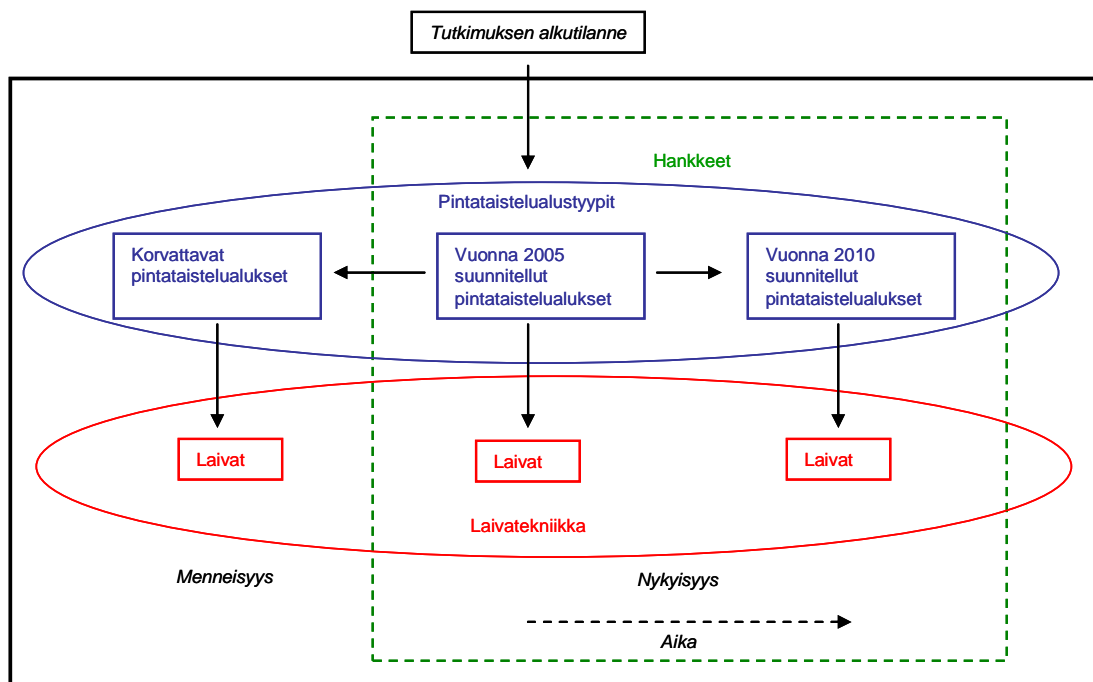 Tutkimuksen alkutilanne
Hankkeet
Pintataistelualustyypit
Korvattavat
pintataistelualukset
Vuonna 2005
suunnitellut
pintataistelualukset
Vuonna 2010
suunnitellut
pintataistelualukset
Laivat
Laivat
Laivat
Laivatekniikka
Menneisyys
Nykyisyys
Aika